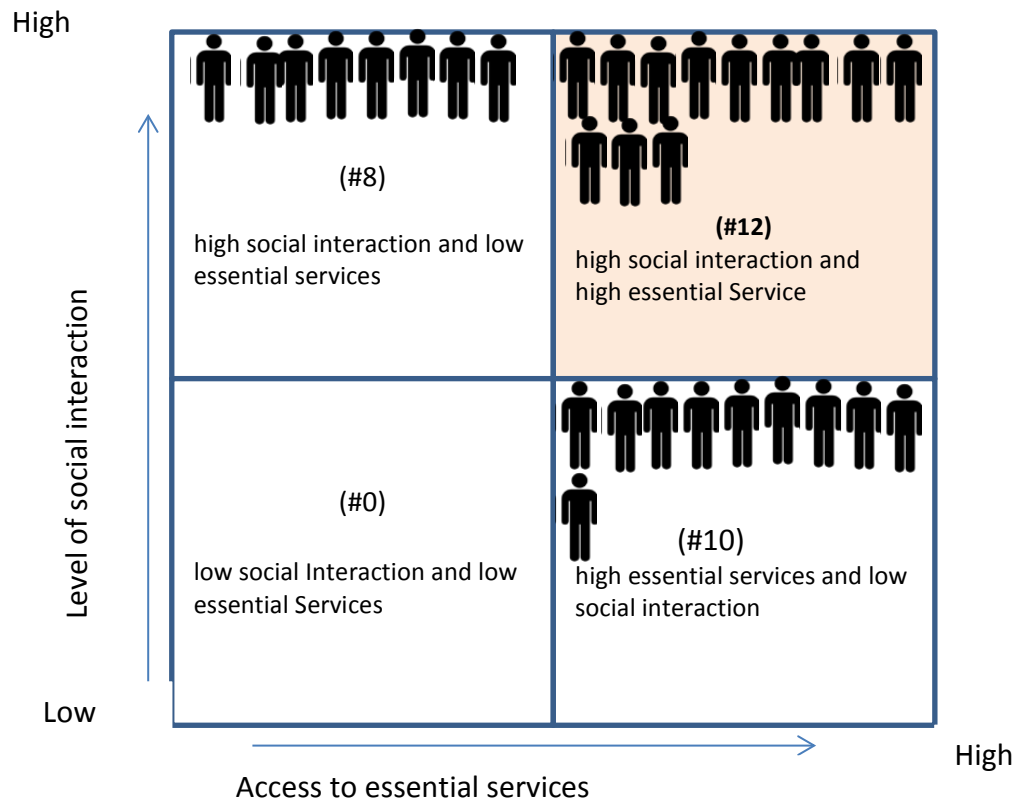 High
(#8)
high social interaction and low
essential services
(#12)
high social interaction and
high essential Service
Level of social interaction
(#0)
low social Interaction and low
essential Services
(#10)
high essential services and low
social interaction
Low
High
Access to essential services